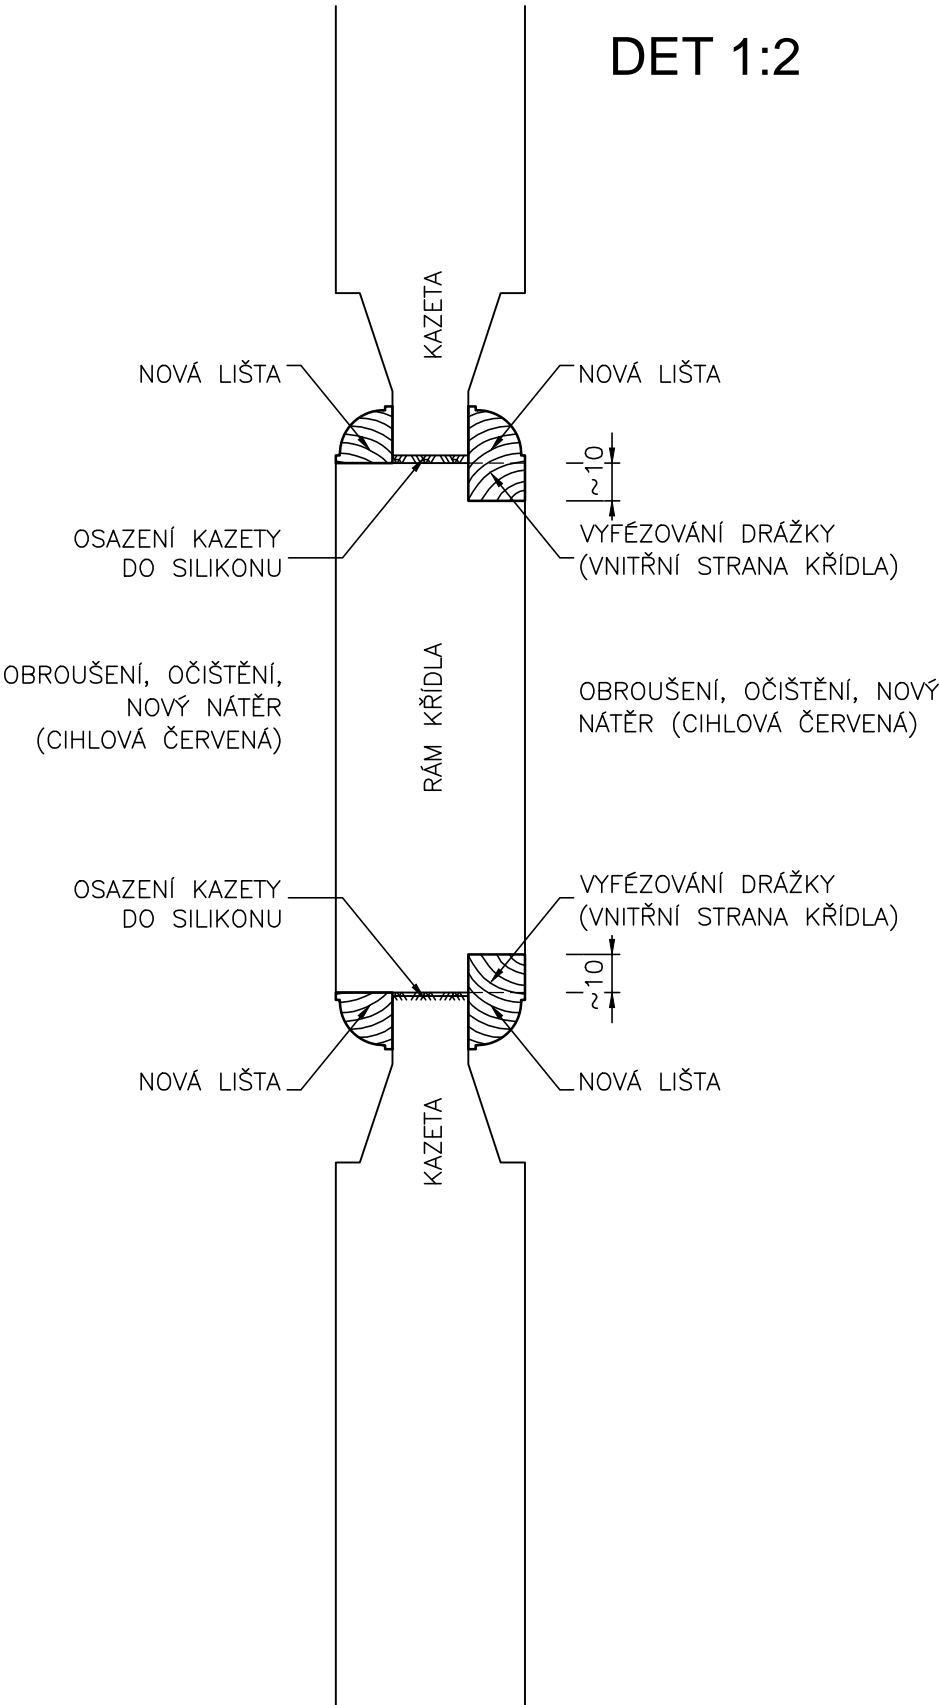 DET 1:2
KAZETA
NOVÁ LIŠTA
NOVÁ LIŠTA
~10
OSAZENÍ KAZETY
DO SILIKONU
VYFÉZOVÁNÍ DRÁŽKY
(VNITŘNÍ STRANA KŘÍDLA)
OBROUŠENÍ, OČIŠTĚNÍ,
NOVÝ NÁTĚR
(CIHLOVÁ ČERVENÁ)
RÁM KŘÍDLA
OBROUŠENÍ, OČIŠTĚNÍ, NOVÝ
NÁTĚR (CIHLOVÁ ČERVENÁ)
OSAZENÍ KAZETY
DO SILIKONU
VYFÉZOVÁNÍ DRÁŽKY
(VNITŘNÍ STRANA KŘÍDLA)
~10
NOVÁ LIŠTA
NOVÁ LIŠTA
KAZETA